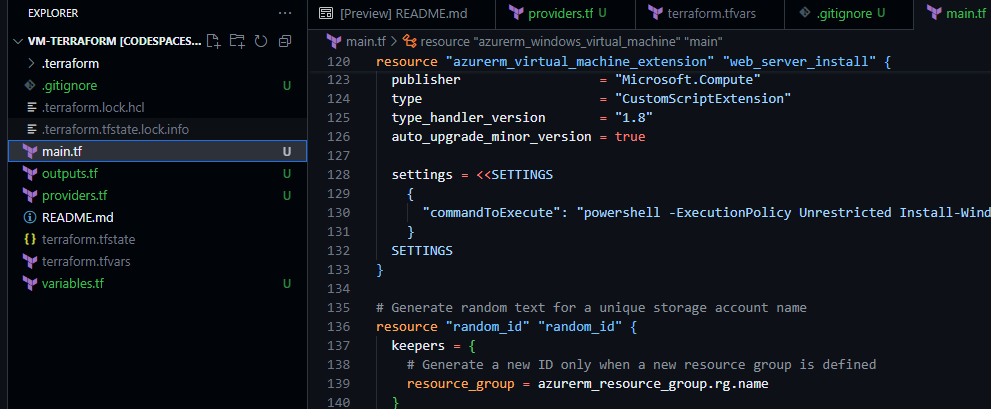 EXPLORER
VM-TERRAFORM [CODESPACES...
.terraform
.gitignore U
.terraform.lock.hcl
.terraform.tfstate.lock.info
main.tf U
outputs.tf U
providers.tf U
README.md
terraform.tfstate
terraform.tfvars
variables.tf U
[Preview] README.md
providers.tf U
terraform.tfvars
.gitignore U
main.tf
main.tf > resource "azurerm_windows_virtual_machine" "main"
120 resource "azurerm_virtual_machine_extension" "web_server_install" {
123 publisher = "Microsoft.Compute"
124 type = "CustomScriptExtension"
125 type_handler_version = "1.8"
126 auto_upgrade_minor_version = true
127
128 settings = <<SETTINGS
129 {
130 "commandToExecute": "powershell -ExecutionPolicy Unrestricted Install-Wind
131 }
132 SETTINGS
133 }
134
135 # Generate random text for a unique storage account name
136 resource "random_id" "random_id" {
137 keepers = {
138 # Generate a new ID only when a new resource group is defined
139 resource_group = azurerm_resource_group.rg.name
140 }